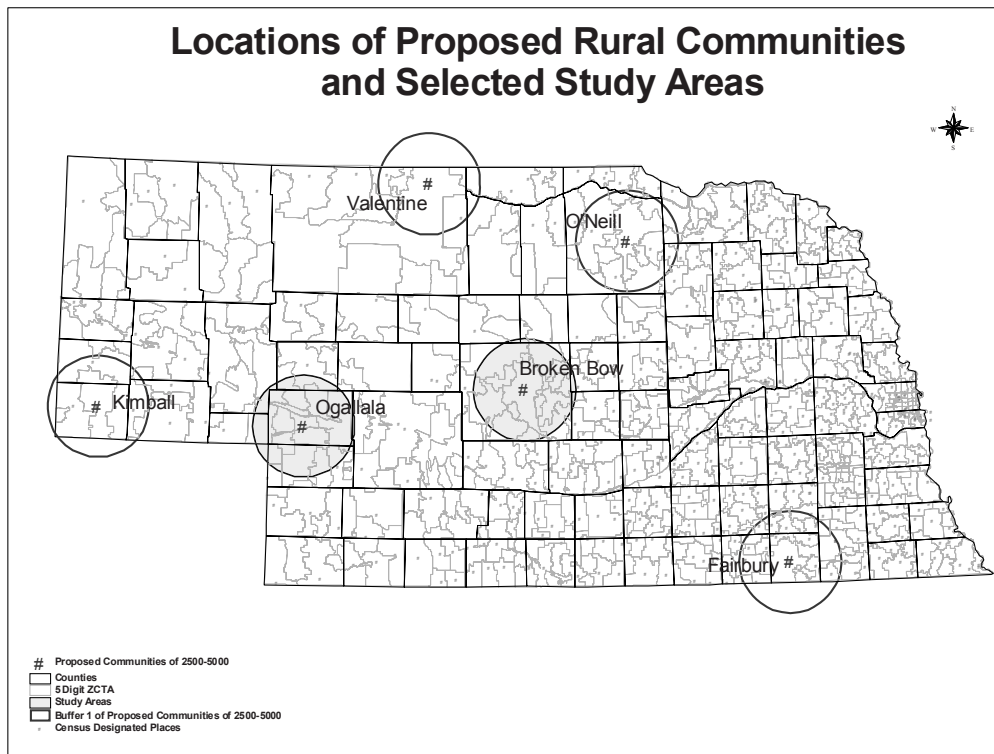 Locations of Proposed Rural Communities
and Selected Study Areas
N
W E
S
Valentine
O'Neill
Broken Bow
Kimball
Ogallala
Fairbury
# Proposed Communities of 2500-5000
Counties
5 Digit ZCTA
Study Areas
Buffer 1 of Proposed Communities of 2500-5000
Census Designated Places